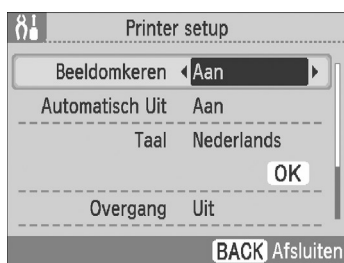 Printer setup
Beeldomkeren Aan
Automatisch Uit Aan
Taal Nederlands
OK
Overgang Uit
BACK Afsluiten